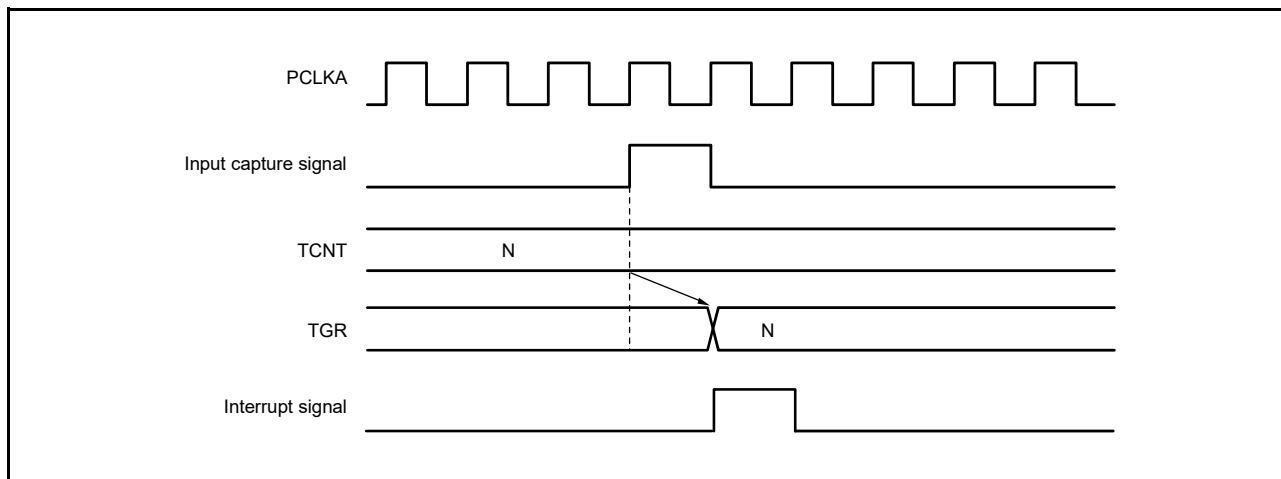 PCLKA
Input capture signal
TCNT
N
TGR
N
Interrupt signal